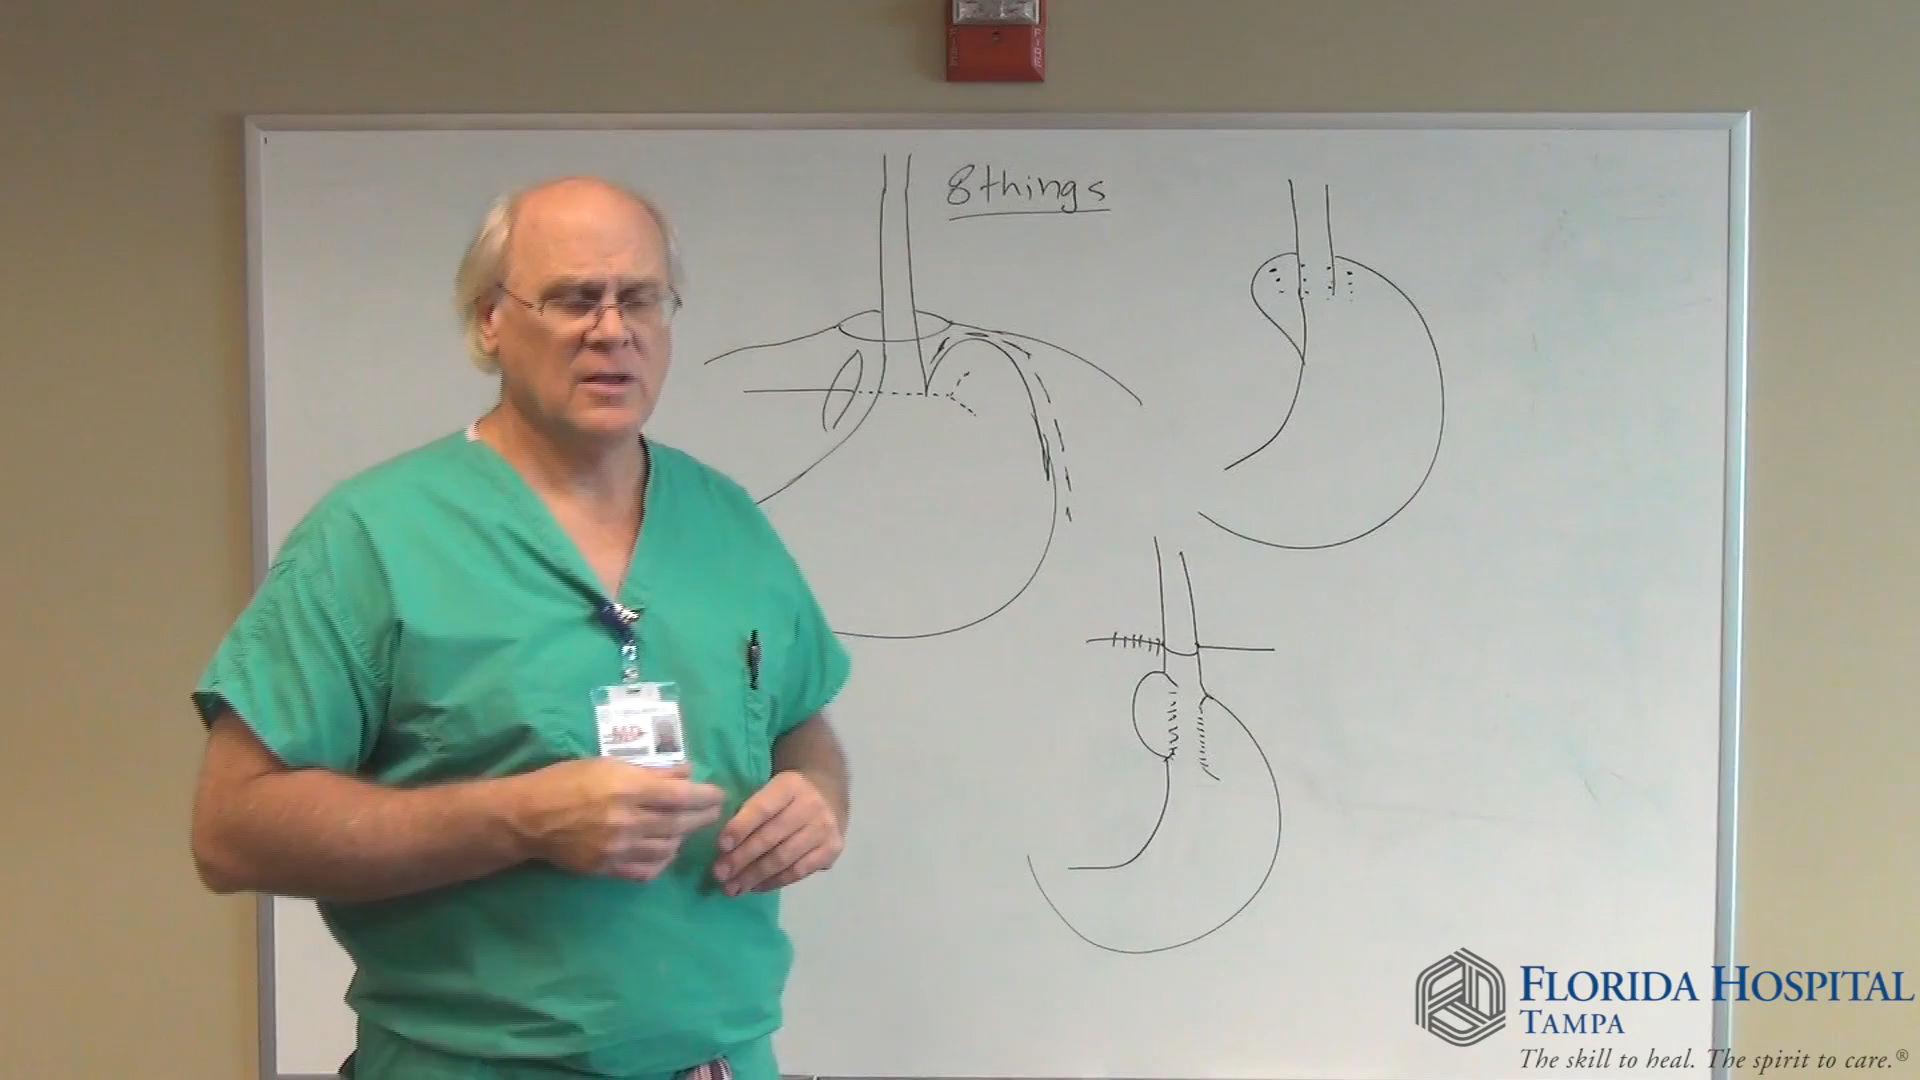 FIRE
FIRE
8 things
FLORIDA HOSPITAL
TAMPA
The skill to heal. The spirit to care.®